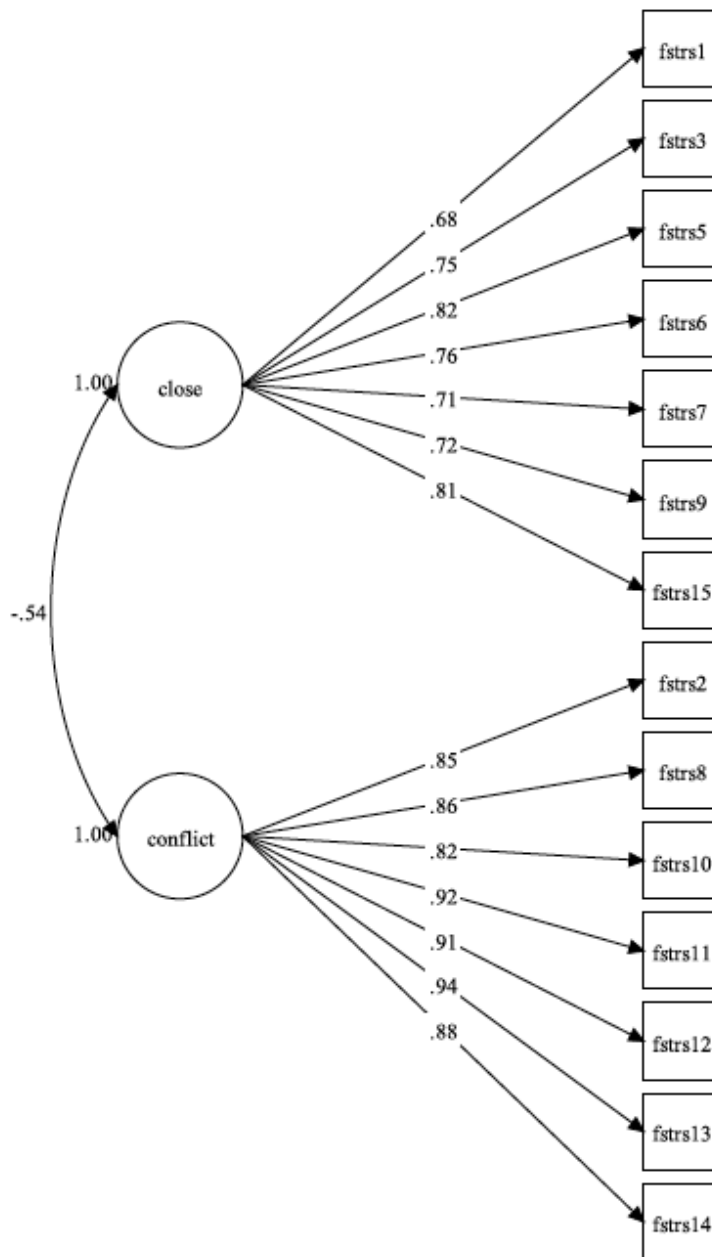 fstrs1
fstrs3
fstrs5
.68
.75
.82
fstrs6
.76
1.00
close
.71
fstrs7
.72
.81
fstrs9
fstrs15
-.54
fstrs2
.85
fstrs8
.86
1.00
conflict
.82
fstrs10
.92
.91
fstrs11
.94
.88
fstrs12
fstrs13
fstrs14